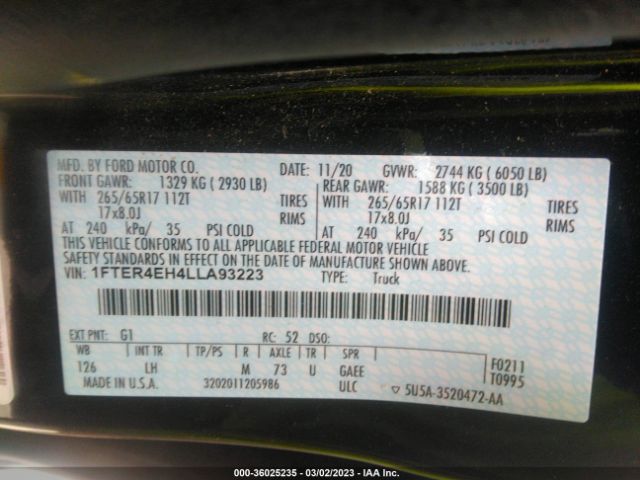 MFD. BY FORD MOTOR CO.
DATE: 11/20 GVWR: 2744 KG ( 6050 LB)
FRONT GAWR: 1329 KG ( 2930 LB)
REAR GAWR: 1588 KG ( 3500 LB)
WITH 265/65R17 112T TIRES
17x8.0J RIMS
AT 240 kPa/ 35 PSI COLD
WITH 265/65R17 112T TIRES
17x8.0J RIMS
AT 240 kPa/ 35 PSI COLD
THIS VEHICLE CONFORMS TO ALL APPLICABLE FEDERAL MOTOR VEHICLE
SAFETY STANDARDS IN EFFECT ON THE DATE OF MANUFACTURE SHOWN ABOVE.
VIN: 1FTER4EH4LLA93223 TYPE: Truck
EXT PNT: G1 RC: 52 DSO:
WB INT TR TP/PS R AXLE TR SPR
126 LH M 73 U GAEE
F0211
T0995
MADE IN U.S.A. 3202011205986 ULC ▽ 5U5A-3520472-AA
000-36025235 - 03/02/2023 - IAA Inc.